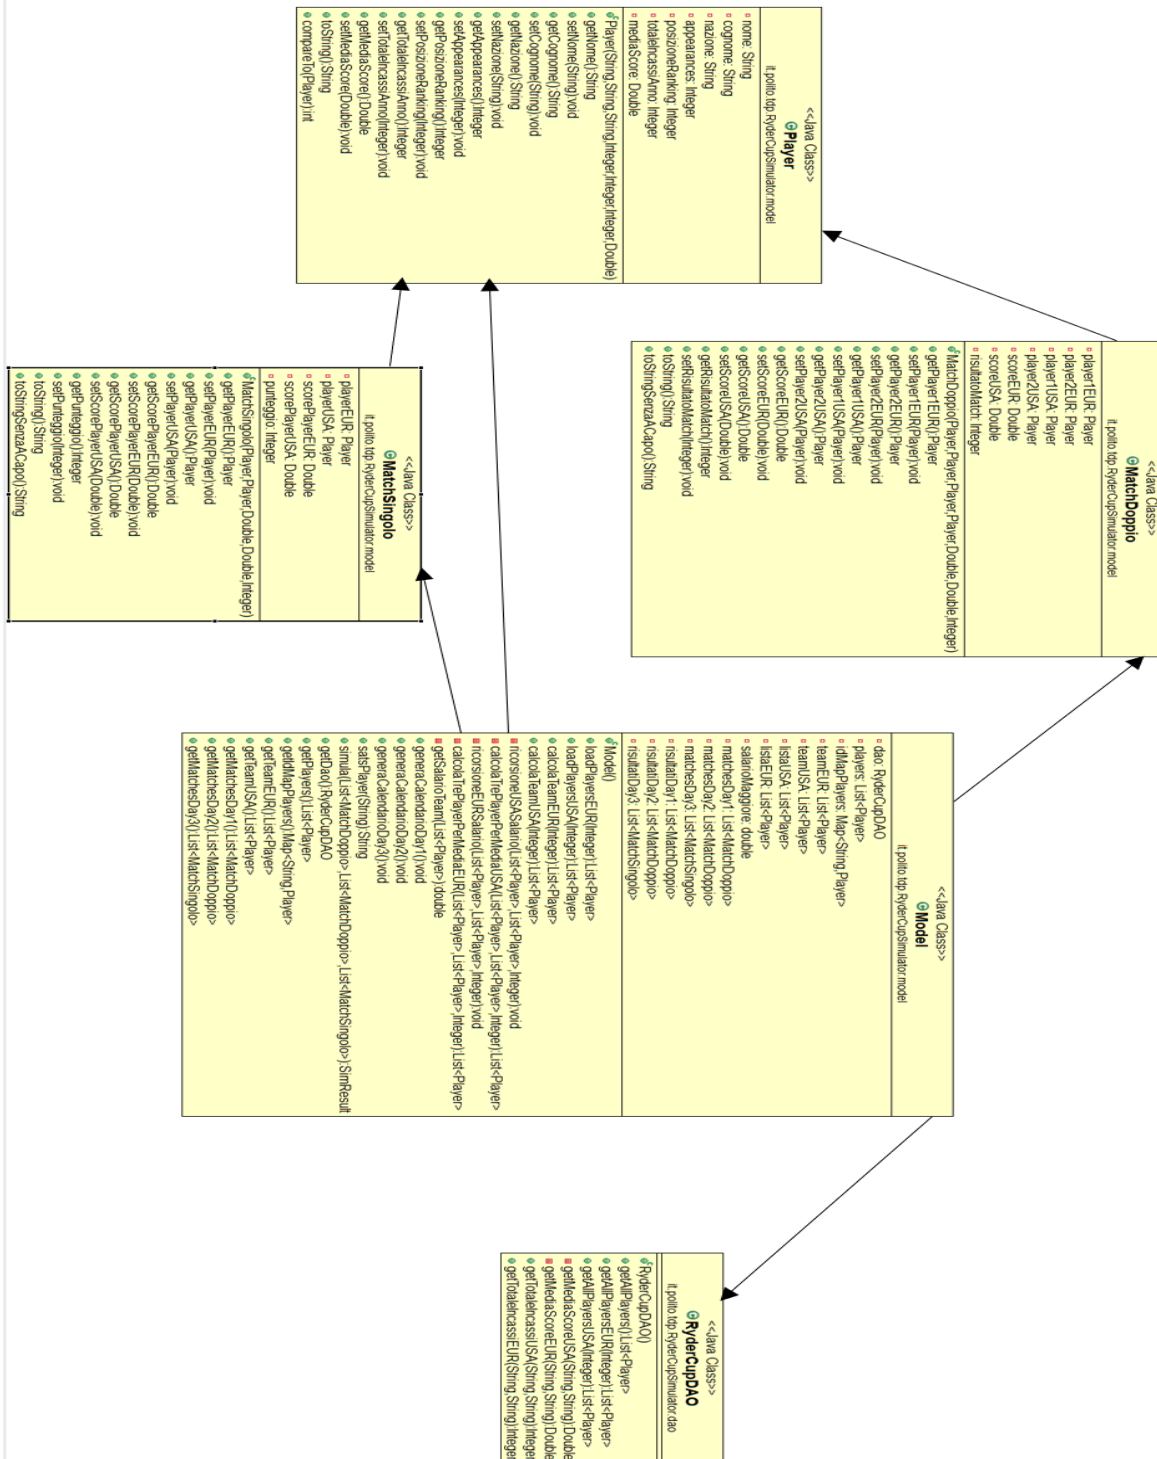 <<Java Class>>
Player
it.polito.tdp.RyderCupSimulator.model
nome: String
cognome: String
nazione: String
appearances: Integer
posizioneRanking: Integer
totaleIncassiAnno: Integer
mediaScore: Double
Player(String,String,String,Integer,Integer,Integer,Double)
getNome():String
setNome(String):void
getCognome():String
setCognome(String):void
getNazione():String
setNazione(String):void
getAppearances():Integer
setAppearances(Integer):void
getPosizioneRanking():Integer
setPosizioneRanking(Integer):void
getTotaleIncassiAnno():Integer
setTotaleIncassiAnno(Integer):void
getMediaScore():Double
setMediaScore(Double):void
toString():String
compareTo(Player):int
<<Java Class>>
MatchDoppio
it.polito.tdp.RyderCupSimulator.model
player1EUR: Player
player2EUR: Player
player1USA: Player
player2USA: Player
scoreEUR: Double
scoreUSA: Double
risultatoMatch: Integer
MatchDoppio(Player,Player,Player,Player,Double,Double,Integer)
getPlayer1EUR():Player
setPlayer1EUR(Player):void
getPlayer2EUR():Player
setPlayer2EUR(Player):void
getPlayer1USA():Player
setPlayer1USA(Player):void
getPlayer2USA():Player
setPlayer2USA(Player):void
getScoreEUR():Double
setScoreEUR(Double):void
getScoreUSA():Double
setScoreUSA(Double):void
getRisultatoMatch():Integer
setRisultatoMatch(Integer):void
toString():String
toStringSenzaACapo():String
<<Java Class>>
MatchSingolo
it.polito.tdp.RyderCupSimulator.model
playerEUR: Player
playerUSA: Player
scorePlayerEUR: Double
scorePlayerUSA: Double
punteggio: Integer
MatchSingolo(Player,Player,Double,Double,Integer)
getPlayerEUR():Player
setPlayerEUR(Player):void
getPlayerUSA():Player
setPlayerUSA(Player):void
getScorePlayerEUR():Double
setScorePlayerEUR(Double):void
getScorePlayerUSA():Double
setScorePlayerUSA(Double):void
getPunteggio():Integer
setPunteggio(Integer):void
toString():String
toStringSenzaACapo():String
<<Java Class>>
Model
it.polito.tdp.RyderCupSimulator.model
dao: RyderCupDAO
players: List<Player>
idMapPlayers: Map<String,Player>
teamEUR: List<Player>
teamUSA: List<Player>
listaUSA: List<Player>
listaEUR: List<Player>
salarioMaggiore: double
matchesDay1: List<MatchDoppio>
matchesDay2: List<MatchDoppio>
matchesDay3: List<MatchSingolo>
risultatiDay1: List<MatchDoppio>
risultatiDay2: List<MatchDoppio>
risultatiDay3: List<MatchSingolo>
Model()
loadPlayersEUR(Integer):List<Player>
loadPlayersUSA(Integer):List<Player>
calcolaTeamEUR(Integer):List<Player>
calcolaTeamUSA(Integer):List<Player>
ricorsioneUSASalario(List<Player>,List<Player>,Integer):void
calcolaTrePlayerPerMediaUSA(List<Player>,List<Player>,Integer):List<Player>
ricorsioneEURSalario(List<Player>,List<Player>,Integer):void
calcolaTrePlayerPerMediaEUR(List<Player>,List<Player>,Integer):List<Player>
getSalarioTeam(List<Player>):double
generaCalendarioDay1():void
generaCalendarioDay2():void
generaCalendarioDay3():void
satsPlayer(String):String
simula(List<MatchDoppio>,List<MatchDoppio>,List<MatchSingolo>):SimResult
getDao():RyderCupDAO
getPlayers():List<Player>
getIdMapPlayers():Map<String,Player>
getTeamEUR():List<Player>
getTeamUSA():List<Player>
getMatchesDay1():List<MatchDoppio>
getMatchesDay2():List<MatchDoppio>
getMatchesDay3():List<MatchSingolo>
<<Java Class>>
RyderCupDAO
it.polito.tdp.RyderCupSimulator.dao
RyderCupDAO()
getAllPlayers():List<Player>
getAllPlayersEUR(Integer):List<Player>
getAllPlayersUSA(Integer):List<Player>
getMediaScoreUSA(String,String):Double
getMediaScoreEUR(String,String):Double
getTotaleIncassiUSA(String,String):Integer
getTotaleIncassiEUR(String,String):Integer